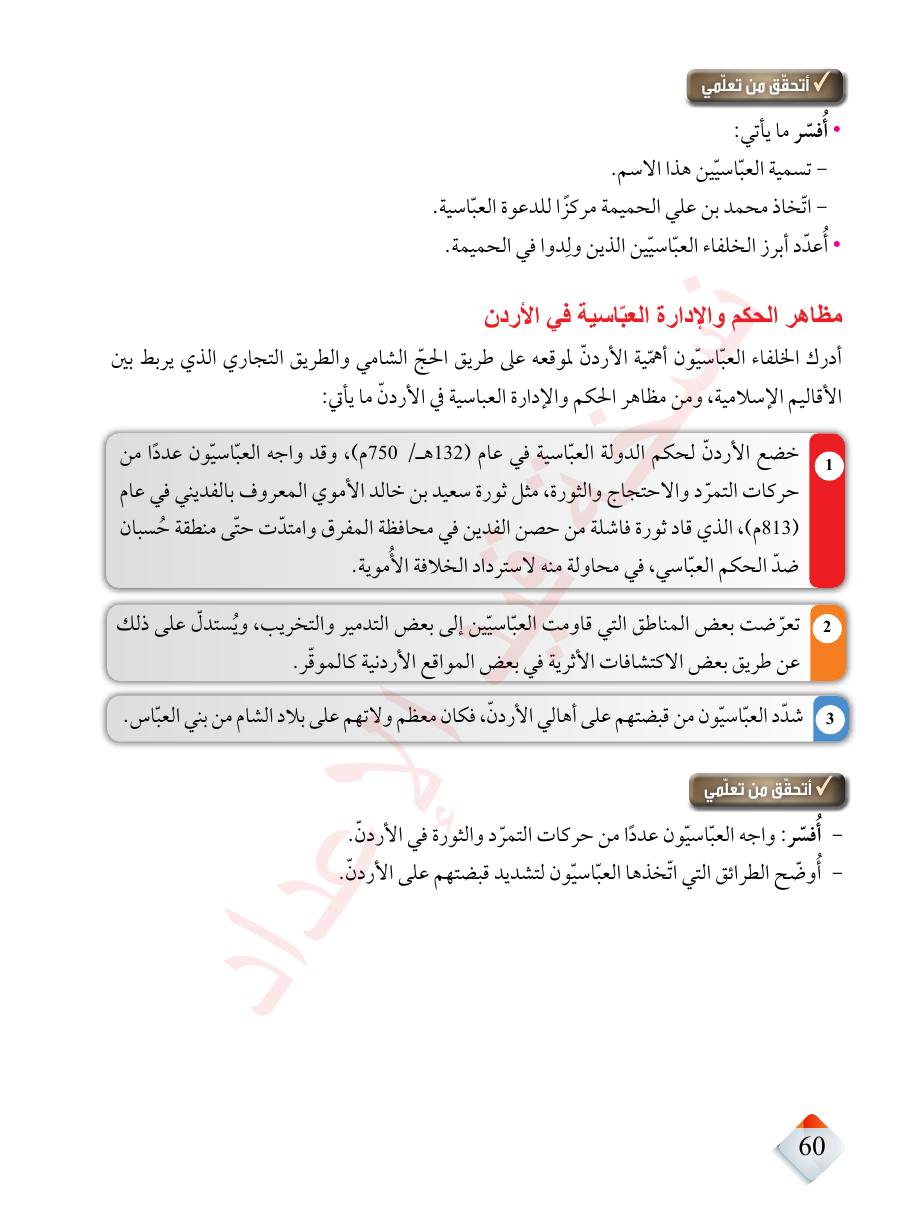 ✓ أتحقّق من تعلّمي
• أُفسّر ما يأتي:
– تسمية العبّاسيّين هذا الاسم.
– اتّخاذ محمد بن علي الحميمة مركزًا للدعوة العبّاسية.
• أُعدّد أبرز الخلفاء العبّاسيّين الذين ولِدوا في الحميمة.
مظاهر الحكم والإدارة العبّاسية في الأردن
أدرك الخلفاء العبّاسيّون أهمّية الأردنّ لموقعه على طريق الحجّ الشامي والطريق التجاري الذي يربط بين
الأقاليم الإسلامية، ومن مظاهر الحكم والإدارة العباسية في الأردنّ ما يأتي:
1
خضع الأردنّ لحكم الدولة العبّاسية في عام (132هـ/ 750م)، وقد واجه العبّاسيّون عددًا من
حركات التمرّد والاحتجاج والثورة، مثل ثورة سعيد بن خالد الأموي المعروف بالفديني في عام
(813م)، الذي قاد ثورة فاشلة من حصن الفدين في محافظة المفرق وامتدّت حتّى منطقة حُسبان
ضدّ الحكم العبّاسي، في محاولة منه لاسترداد الخلافة الأُموية.
2
تعرّضت بعض المناطق التي قاومت العبّاسيّين إلى بعض التدمير والتخريب، ويُستدلّ على ذلك
عن طريق بعض الاكتشافات الأثرية في بعض المواقع الأردنية كالموقّر.
3
شدّد العبّاسيّون من قبضتهم على أهالي الأردنّ، فكان معظم ولاتهم على بلاد الشام من بني العبّاس.
✓ أتحقّق من تعلّمي
– أُفسّر: واجه العبّاسيّون عددًا من حركات التمرّد والثورة في الأردنّ.
– أُوضّح الطرائق التي اتّخذها العبّاسيّون لتشديد قبضتهم على الأردنّ.
نسخة قيد الإعداد
60